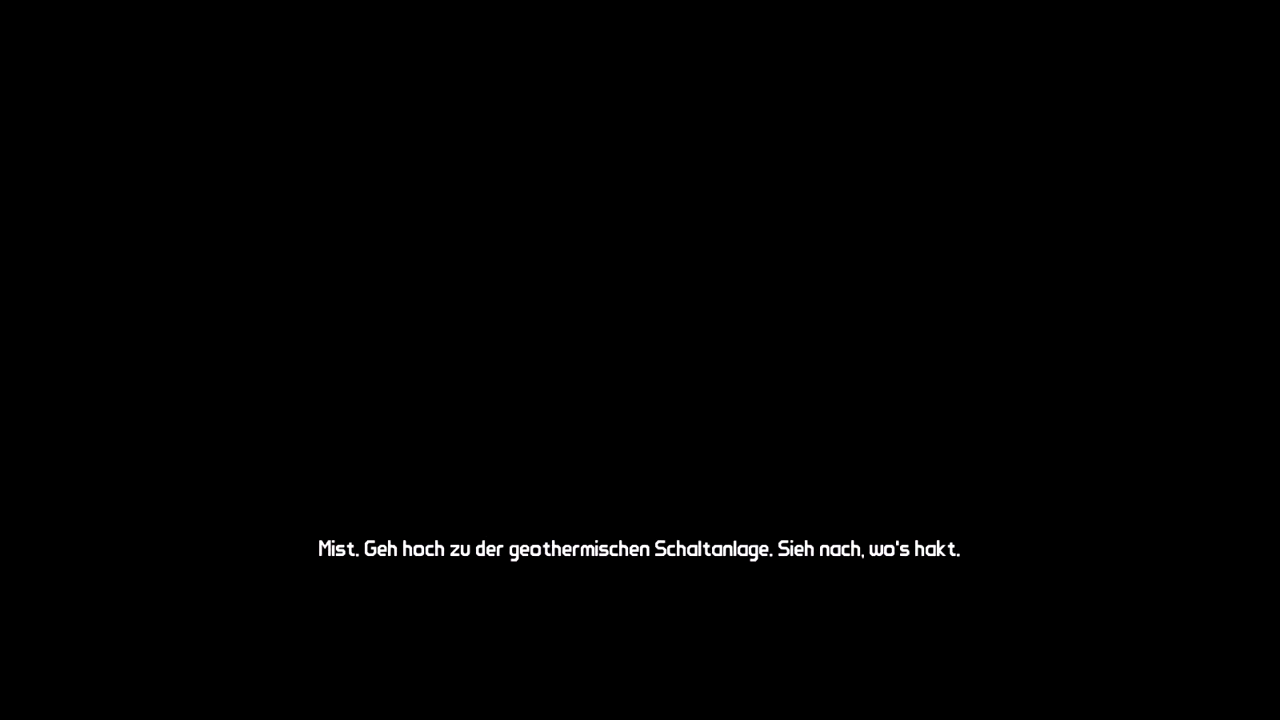 Mist. Geh hoch zu der geothermischen Schaltanlage. Sieh nach, wo's hakt.